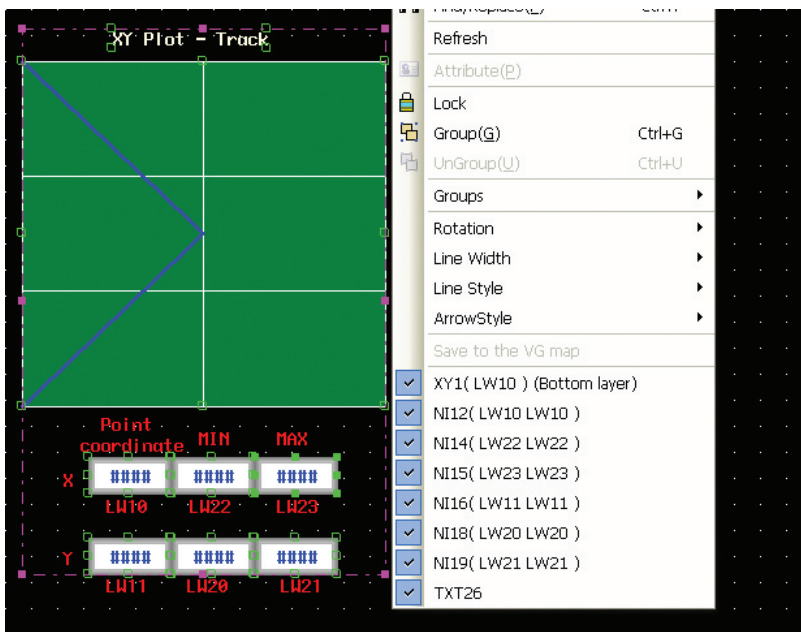 XY Plot - Track
Point
coordinate MIN MAX
X #### #### ####
LW10 LW22 LW23
Y #### #### ####
LW11 LW20 LW21
Refresh
Attribute(P)
Lock
Group(G) Ctrl+G
UnGroup(U) Ctrl+U
Groups
Rotation
Line Width
Line Style
ArrowStyle
Save to the VG map
XY1( LW10 ) (Bottom layer)
NI12( LW10 LW10 )
NI14( LW22 LW22 )
NI15( LW23 LW23 )
NI16( LW11 LW11 )
NI18( LW20 LW20 )
NI19( LW21 LW21 )
TXT26